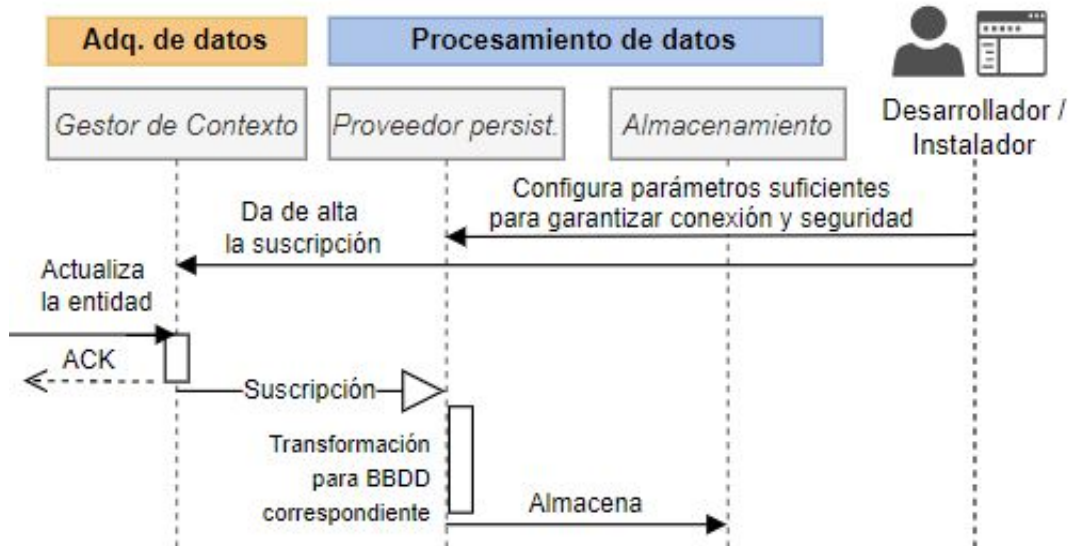 Adq. de datos
Procesamiento de datos
Gestor de Contexto
Proveedor persist.
Almacenamiento
Desarrollador /
Instalador
Configura parámetros suficientes
para garantizar conexión y seguridad
Da de alta
la suscripción
Actualiza
la entidad
ACK
Suscripción
Transformación
para BBDD
correspondiente
Almacena